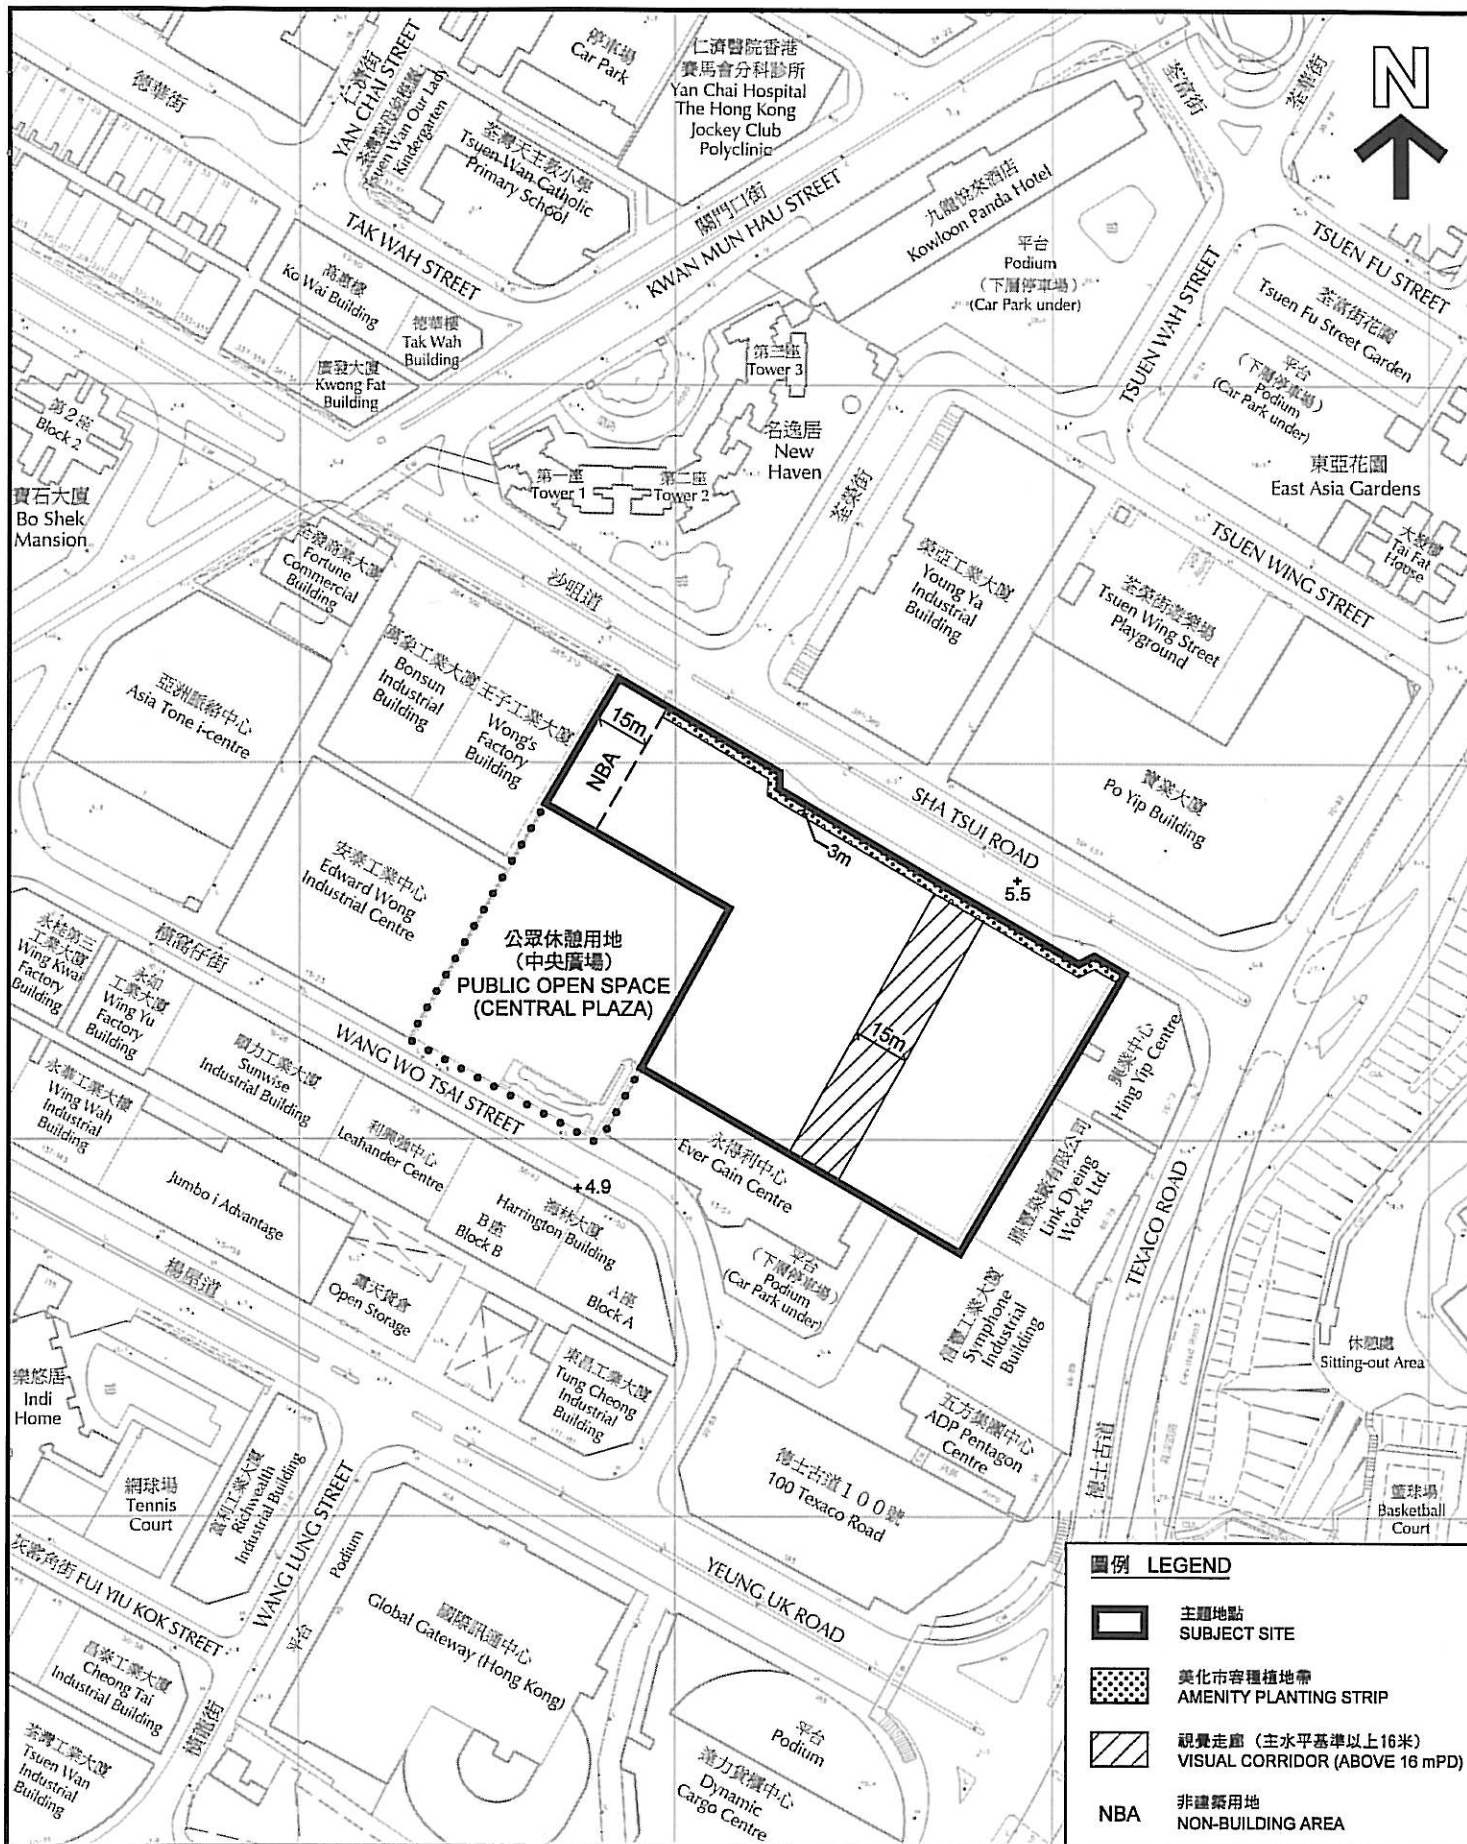 N
德華街
仁濟街
YAN CHAI STREET
荃灣聖母幼稚園
Tsuen Wan Our Lady
Kindergarten
停車場
Car Park
仁濟醫院香港
賽馬會分科診所
Yan Chai Hospital
The Hong Kong
Jockey Club
Polyclinic
荃富街
荃華街
荃灣天主教小學
Tsuen Wan Catholic
Primary School
關門口街
KWAN MUN HAU STREET
九龍悅來酒店
Kowloon Panda Hotel
平台
Podium
(下層停車場)
(Car Park under)
TSUEN WAH STREET
TSUEN FU STREET
荃富街花園
Tsuen Fu Street Garden
平台
(下層停車場)
Podium
(Car Park under)
TAK WAH STREET
高惠樓
Ko Wai Building
德華樓
Tak Wah
Building
廣發大廈
Kwong Fat
Building
第三座
Tower 3
第2座
Block 2
名逸居
New
Haven
第一座
Tower 1
第二座
Tower 2
荃榮街
東亞花園
East Asia Gardens
大發樓
Tai Fat
House
TSUEN WING STREET
寶石大廈
Bo Shek
Mansion
荃發商業大廈
Fortune
Commercial
Building
沙咀道
榮亞工業大廈
Young Ya
Industrial
Building
荃榮街遊樂場
Tsuen Wing Street
Playground
亞洲脈絡中心
Asia Tone i-centre
萬象工業大廈
Bonsun
Industrial
Building
王子工業大廈
Wong's
Factory
Building
15m
NBA
SHA TSUI ROAD
寶業大廈
Po Yip Building
3m
5.5
安泰工業中心
Edward Wong
Industrial Centre
公眾休憩用地
(中央廣場)
PUBLIC OPEN SPACE
(CENTRAL PLAZA)
15m
橫窩仔街
WANG WO TSAI STREET
永桂第三
工業大廈
Wing Kwai
Factory
Building
永如
工業大廈
Wing Yu
Factory
Building
順力工業大廈
Sunwise
Industrial Building
永華工業大樓
Wing Wah
Industrial
Building
利興強中心
Leahander Centre
Jumbo i Advantage
4.9
海林大廈
Harrington Building
B座
Block B
A座
Block A
永得利中心
Ever Gain Centre
平台
(下層停車場)
Podium
(Car Park under)
興業中心
Hing Yip Centre
鼎豐染廠有限公司
Link Dyeing
Works Ltd.
TEXACO ROAD
信豐工業大廈
Symphone
Industrial
Building
楊屋道
露天貨倉
Open Storage
東昌工業大廈
Tung Cheong
Industrial
Building
休憩處
Sitting-out Area
樂悠居
Indi
Home
網球場
Tennis
Court
富利工業大廈
Richwealth
Industrial Building
WANG LUNG STREET
五方集團中心
ADP Pentagon
Centre
德士古道100號
100 Texaco Road
德士古道
籃球場
Basketball
Court
灰窰角街 FUI YIU KOK STREET
平台
Podium
國際訊通中心
Global Gateway (Hong Kong)
YEUNG UK ROAD
昌泰工業大廈
Cheong Tai
Industrial Building
荃灣工業大廈
Tsuen Wan
Industrial
Building
橫龍街
平台
Podium
達力貨櫃中心
Dynamic
Cargo Centre
圖例 LEGEND
主題地點
SUBJECT SITE
美化市容種植地帶
AMENITY PLANTING STRIP
視覺走廊 (主水平基準以上16米)
VISUAL CORRIDOR (ABOVE 16 mPD)
NBA
非建築用地
NON-BUILDING AREA